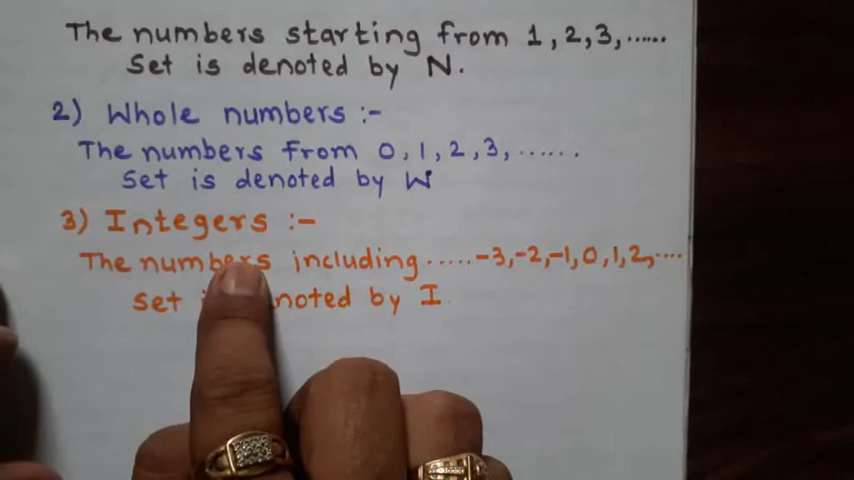 The numbers starting from 1, 2, 3, ......
Set is denoted by N.
2) Whole numbers :-
The numbers from 0, 1, 2, 3, ......
Set is denoted by W
3) Integers :-
The numbers including .....-3,-2,-1, 0, 1, 2, ....
Set denoted by I